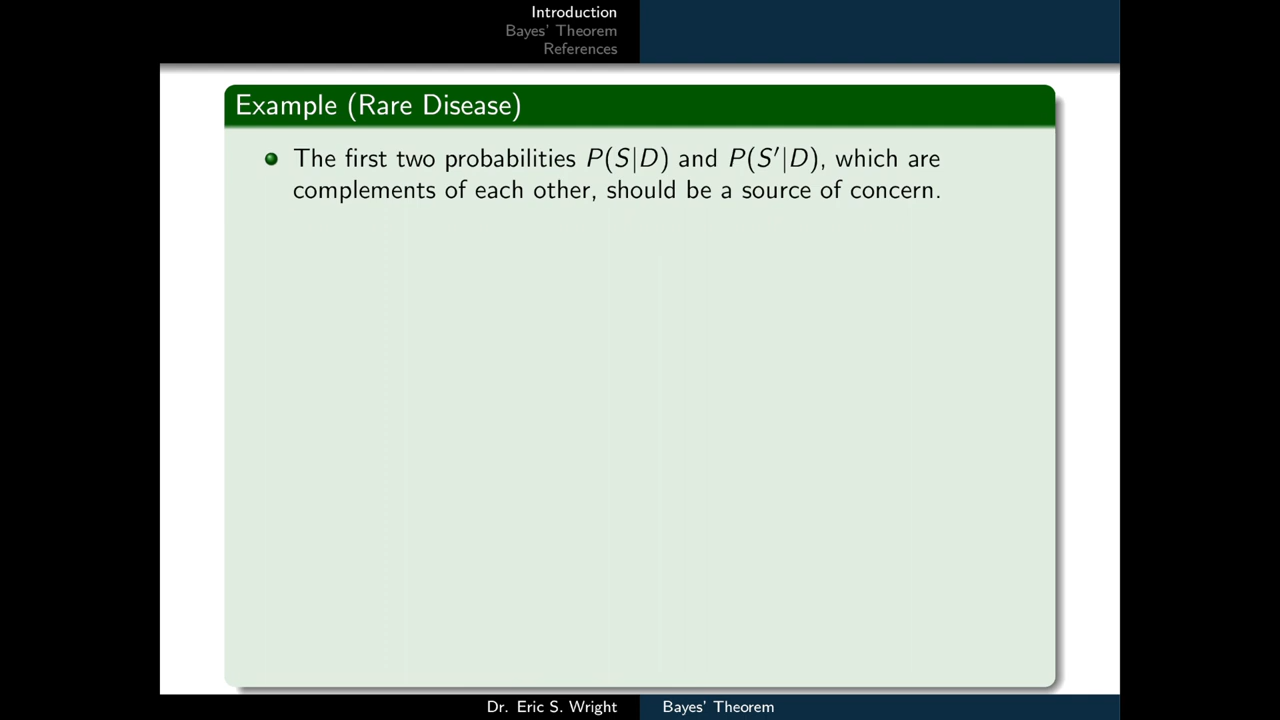 Introduction
Bayes' Theorem
References
Example (Rare Disease)
The first two probabilities P(S|D) and P(S′|D), which are
complements of each other, should be a source of concern.
Dr. Eric S. Wright
Bayes' Theorem